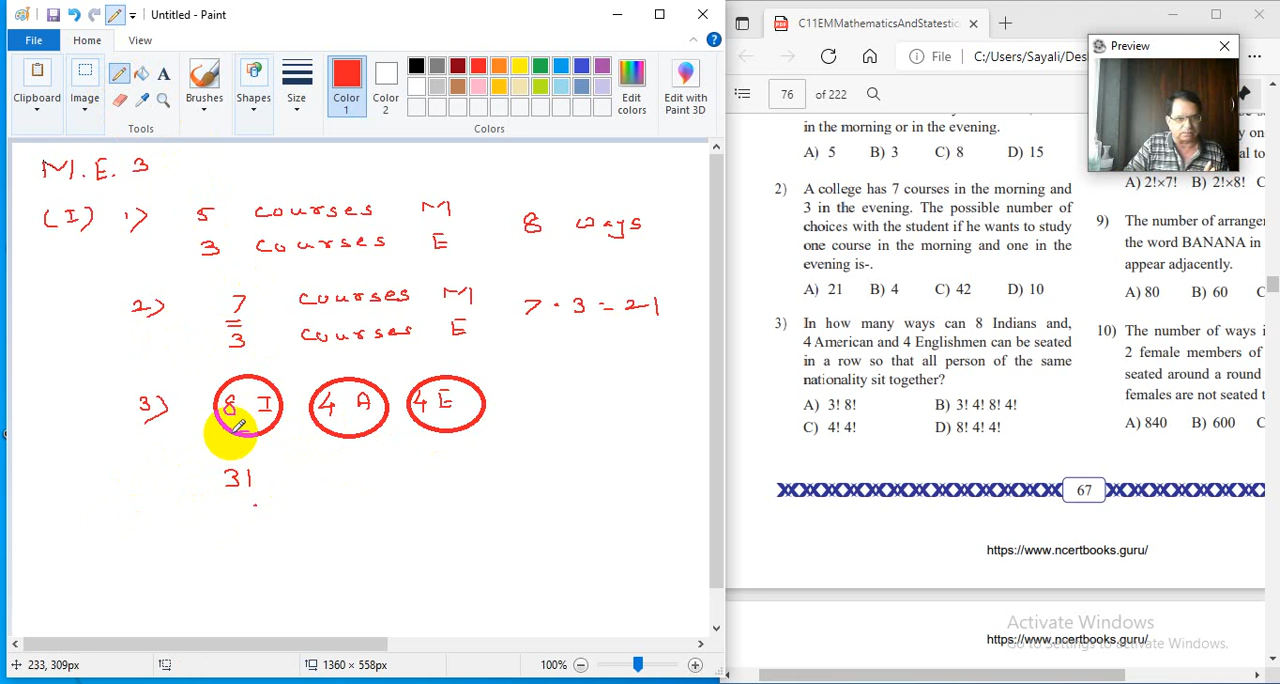 Untitled - Paint
File Home View
Clipboard
Image
Tools
Brushes
Shapes
Size
Color 1
Color 2
Edit colors
Edit with Paint 3D
Colors
M.E. 3
(I) 1) 5 courses M 8 ways
3 courses E
2) 7 courses M 7 · 3 = 21
3 courses E
3) 8 I 4 A 4 E
3!
233, 309px
1360 × 558px
100%
C11EMMathematicsAndStatestic
File C:/Users/Sayali/Des
76 of 222
Preview
in the morning or in the evening.
A) 5 B) 3 C) 8 D) 15
2) A college has 7 courses in the morning and
3 in the evening. The possible number of
choices with the student if he wants to study
one course in the morning and one in the
evening is-.
A) 21 B) 4 C) 42 D) 10
3) In how many ways can 8 Indians and,
4 American and 4 Englishmen can be seated
in a row so that all person of the same
nationality sit together?
A) 3! 8! B) 3! 4! 8! 4!
C) 4! 4! D) 8! 4! 4!
A) 2!×7! B) 2!×8! C
9) The number of arranger
the word BANANA in
appear adjacently.
A) 80 B) 60 C
10) The number of ways i
2 female members of
seated around a round
females are not seated t
A) 840 B) 600 C
67
https://www.ncertbooks.guru/
Activate Windows
https://www.ncertbooks.guru/
Go to Settings to activate Windows.